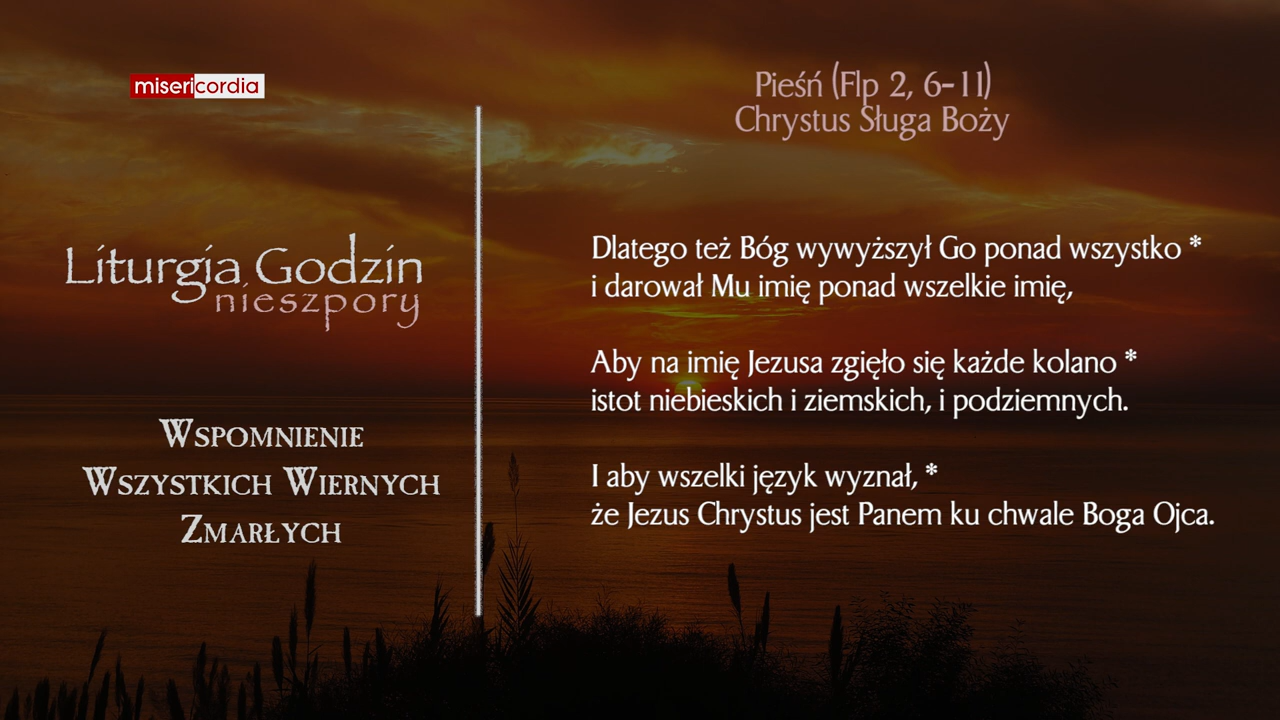 misericordia
Liturgia Godzin
nieszpory
Wspomnienie
Wszystkich Wiernych
Zmarłych
Pieśń (Flp 2, 6-11)
Chrystus Sługa Boży
Dlatego też Bóg wywyższył Go ponad wszystko *
i darował Mu imię ponad wszelkie imię,
Aby na imię Jezusa zgięło się każde kolano *
istot niebieskich i ziemskich, i podziemnych.
I aby wszelki język wyznał, *
że Jezus Chrystus jest Panem ku chwale Boga Ojca.